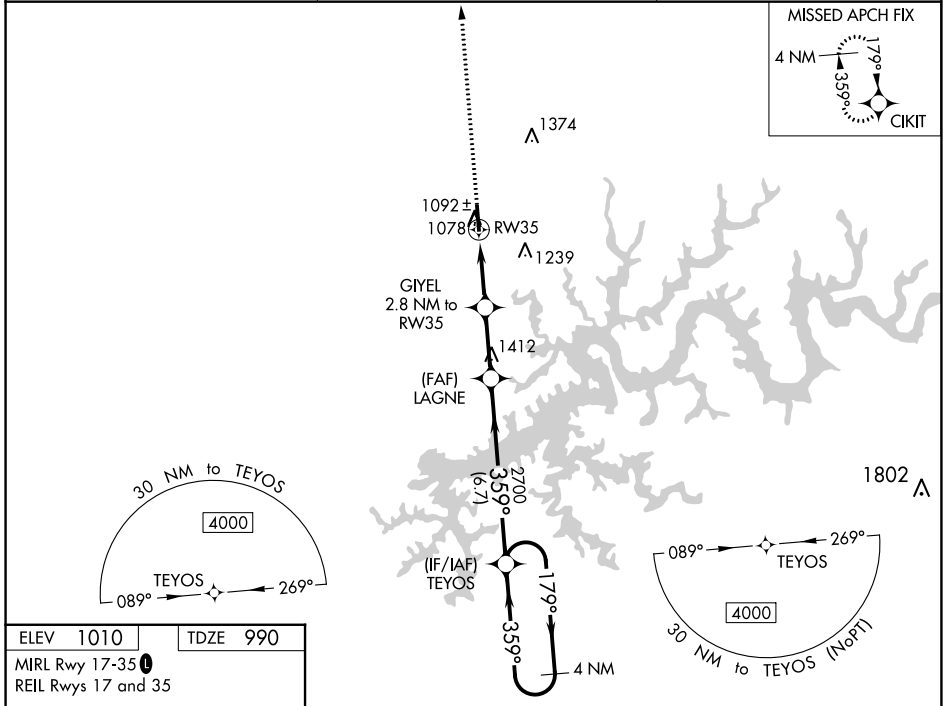 MISSED APCH FIX
4 NM
179°
359°
CIKIT
1374
1092 ±
1078
RW35
1239
GIYEL
2.8 NM to
RW35
1412
(FAF)
LAGNE
2700
359°
(6.7)
1802
30 NM to TEYOS
4000
TEYOS
089°
269°
(IF/IAF)
TEYOS
179°
359°
4 NM
089°
269°
TEYOS
4000
30 NM to TEYOS (NoPT)
ELEV 1010
TDZE 990
MIRL Rwy 17-35 L
REIL Rwys 17 and 35